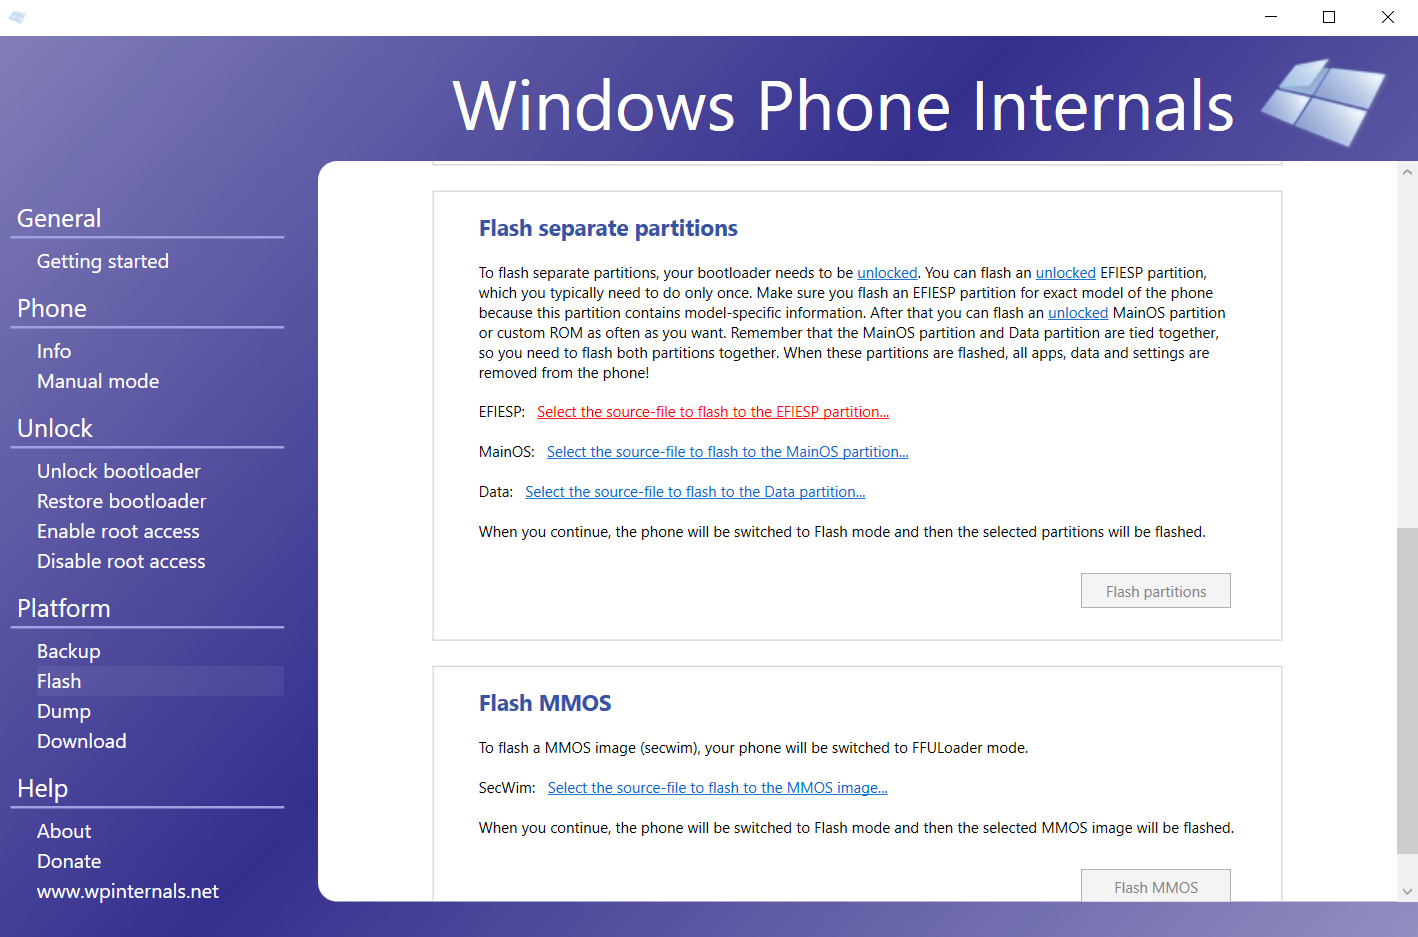 Windows Phone Internals
General
Getting started
Phone
Info
Manual mode
Unlock
Unlock bootloader
Restore bootloader
Enable root access
Disable root access
Platform
Backup
Flash
Dump
Download
Help
About
Donate
www.wpinternals.net
Flash separate partitions
To flash separate partitions, your bootloader needs to be unlocked. You can flash an unlocked EFIESP partition,
which you typically need to do only once. Make sure you flash an EFIESP partition for exact model of the phone
because this partition contains model-specific information. After that you can flash an unlocked MainOS partition
or custom ROM as often as you want. Remember that the MainOS partition and Data partition are tied together,
so you need to flash both partitions together. When these partitions are flashed, all apps, data and settings are
removed from the phone!
EFIESP: Select the source-file to flash to the EFIESP partition...
MainOS: Select the source-file to flash to the MainOS partition...
Data: Select the source-file to flash to the Data partition...
When you continue, the phone will be switched to Flash mode and then the selected partitions will be flashed.
Flash partitions
Flash MMOS
To flash a MMOS image (secwim), your phone will be switched to FFULoader mode.
SecWim: Select the source-file to flash to the MMOS image...
When you continue, the phone will be switched to Flash mode and then the selected MMOS image will be flashed.
Flash MMOS